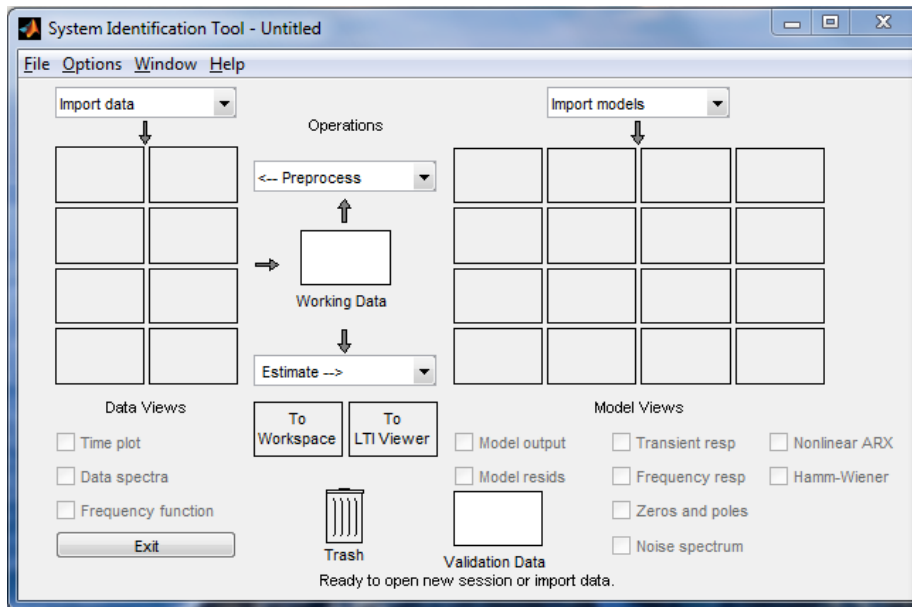 System Identification Tool - Untitled
File Options Window Help
Import data
Import models
Operations
<-- Preprocess
Working Data
Estimate -->
Data Views
Model Views
To
Workspace
To
LTI Viewer
Time plot
Data spectra
Frequency function
Model output
Model resids
Transient resp
Frequency resp
Zeros and poles
Noise spectrum
Nonlinear ARX
Hamm-Wiener
Exit
Trash
Validation Data
Ready to open new session or import data.